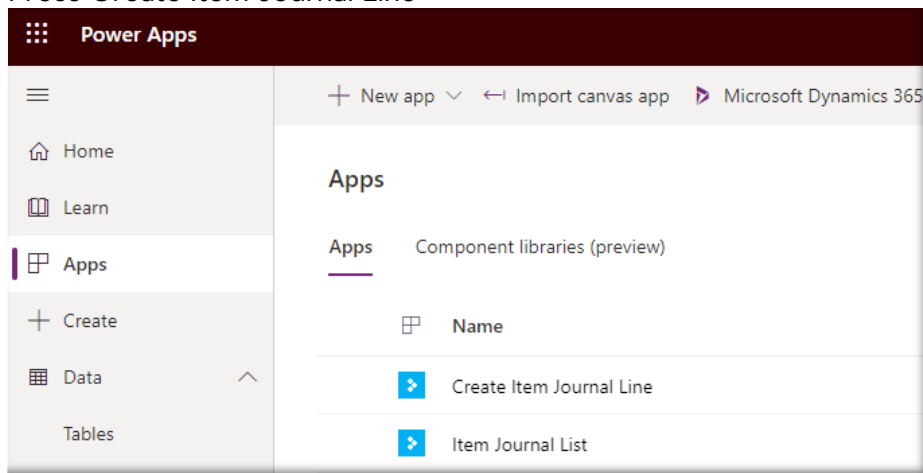 Power Apps
New app
Import canvas app
Microsoft Dynamics 365
Home
Learn
Apps
Create
Data
Tables
Apps
Apps
Component libraries (preview)
Name
Create Item Journal Line
Item Journal List